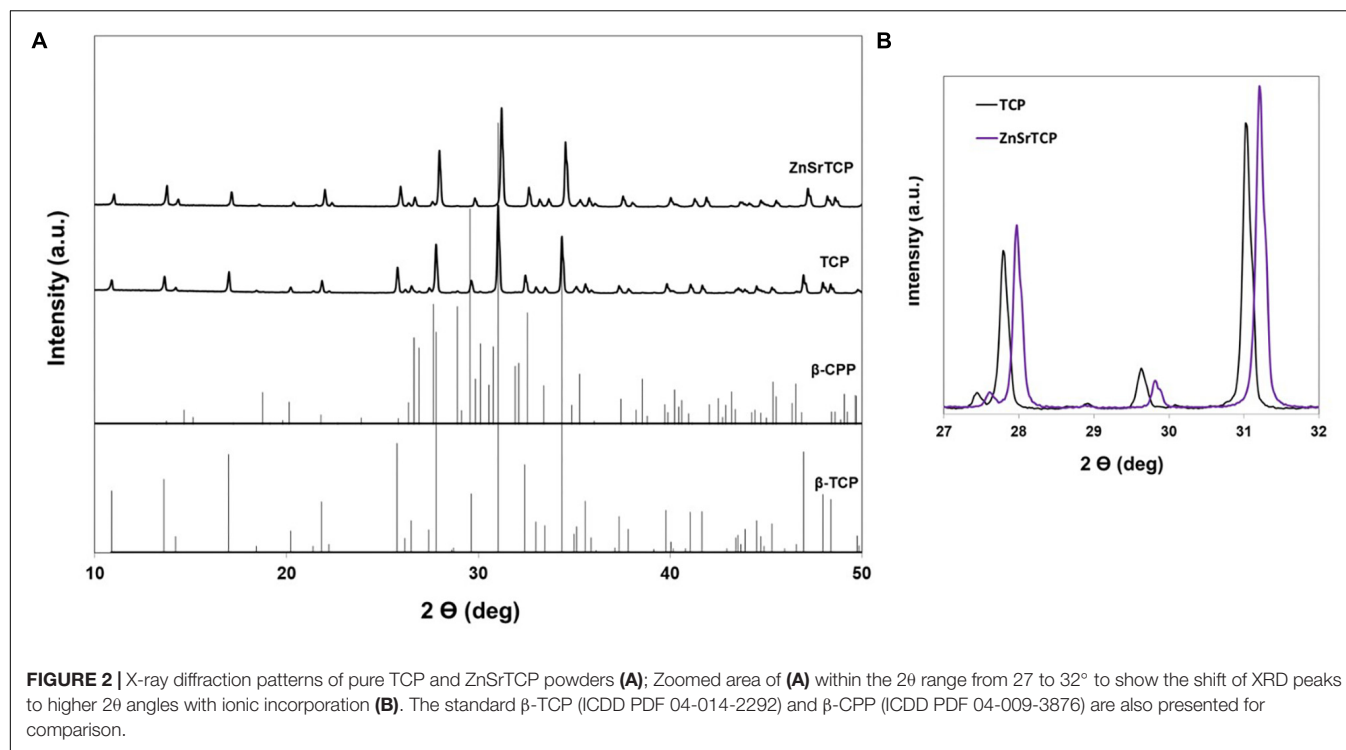 A
Intensity (a.u.)
ZnSrTCP
TCP
β-CPP
β-TCP
10 20 30 40 50
2 Ө (deg)
B
Intensity (a.u.)
TCP
ZnSrTCP
27 28 29 30 31 32
2 Ө (deg)
FIGURE 2 | X-ray diffraction patterns of pure TCP and ZnSrTCP powders (A); Zoomed area of (A) within the 2θ range from 27 to 32° to show the shift of XRD peaks
to higher 2θ angles with ionic incorporation (B). The standard β-TCP (ICDD PDF 04-014-2292) and β-CPP (ICDD PDF 04-009-3876) are also presented for
comparison.